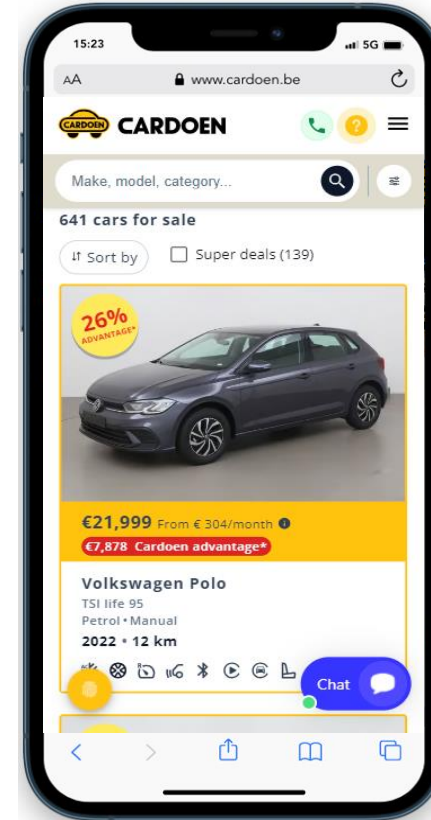 15:23
5G
AA
www.cardoen.be
CARDOEN CARDOEN
?
Make, model, category...
641 cars for sale
Sort by
Super deals (139)
26%
ADVANTAGE*
€21,999 From € 304/month
€7,878 Cardoen advantage*)
Volkswagen Polo
TSI life 95
Petrol • Manual
2022 • 12 km
Chat